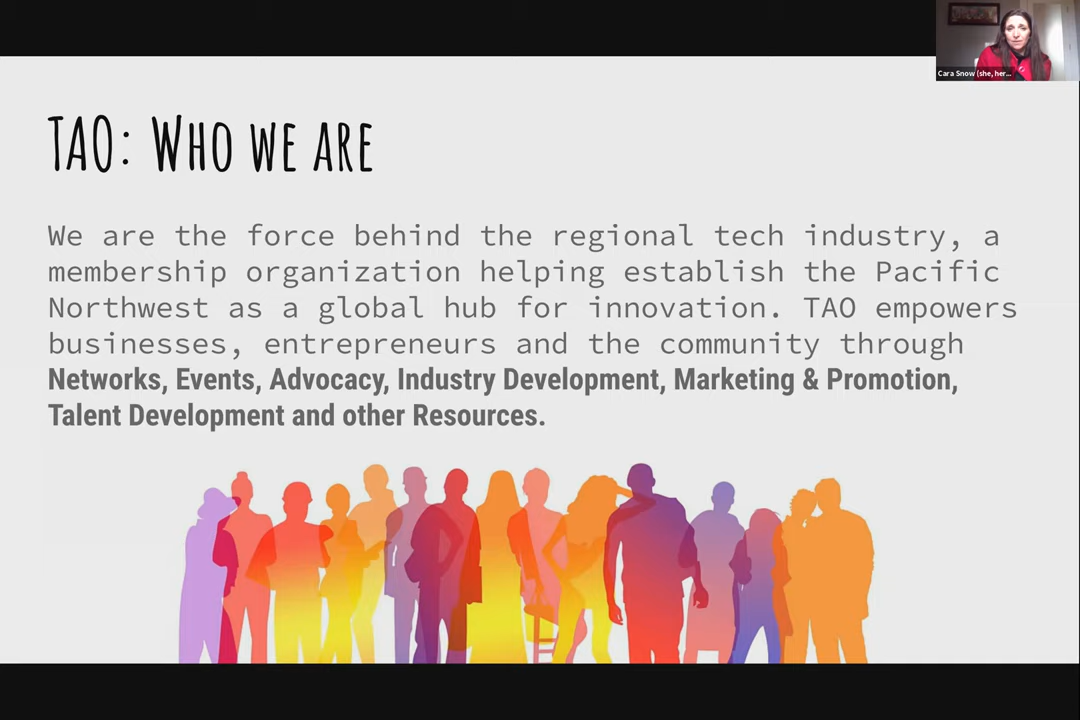 Cara Snow (she, her...
TAO: WHO WE ARE
We are the force behind the regional tech industry, a
membership organization helping establish the Pacific
Northwest as a global hub for innovation. TAO empowers
businesses, entrepreneurs and the community through
Networks, Events, Advocacy, Industry Development, Marketing & Promotion,
Talent Development and other Resources.